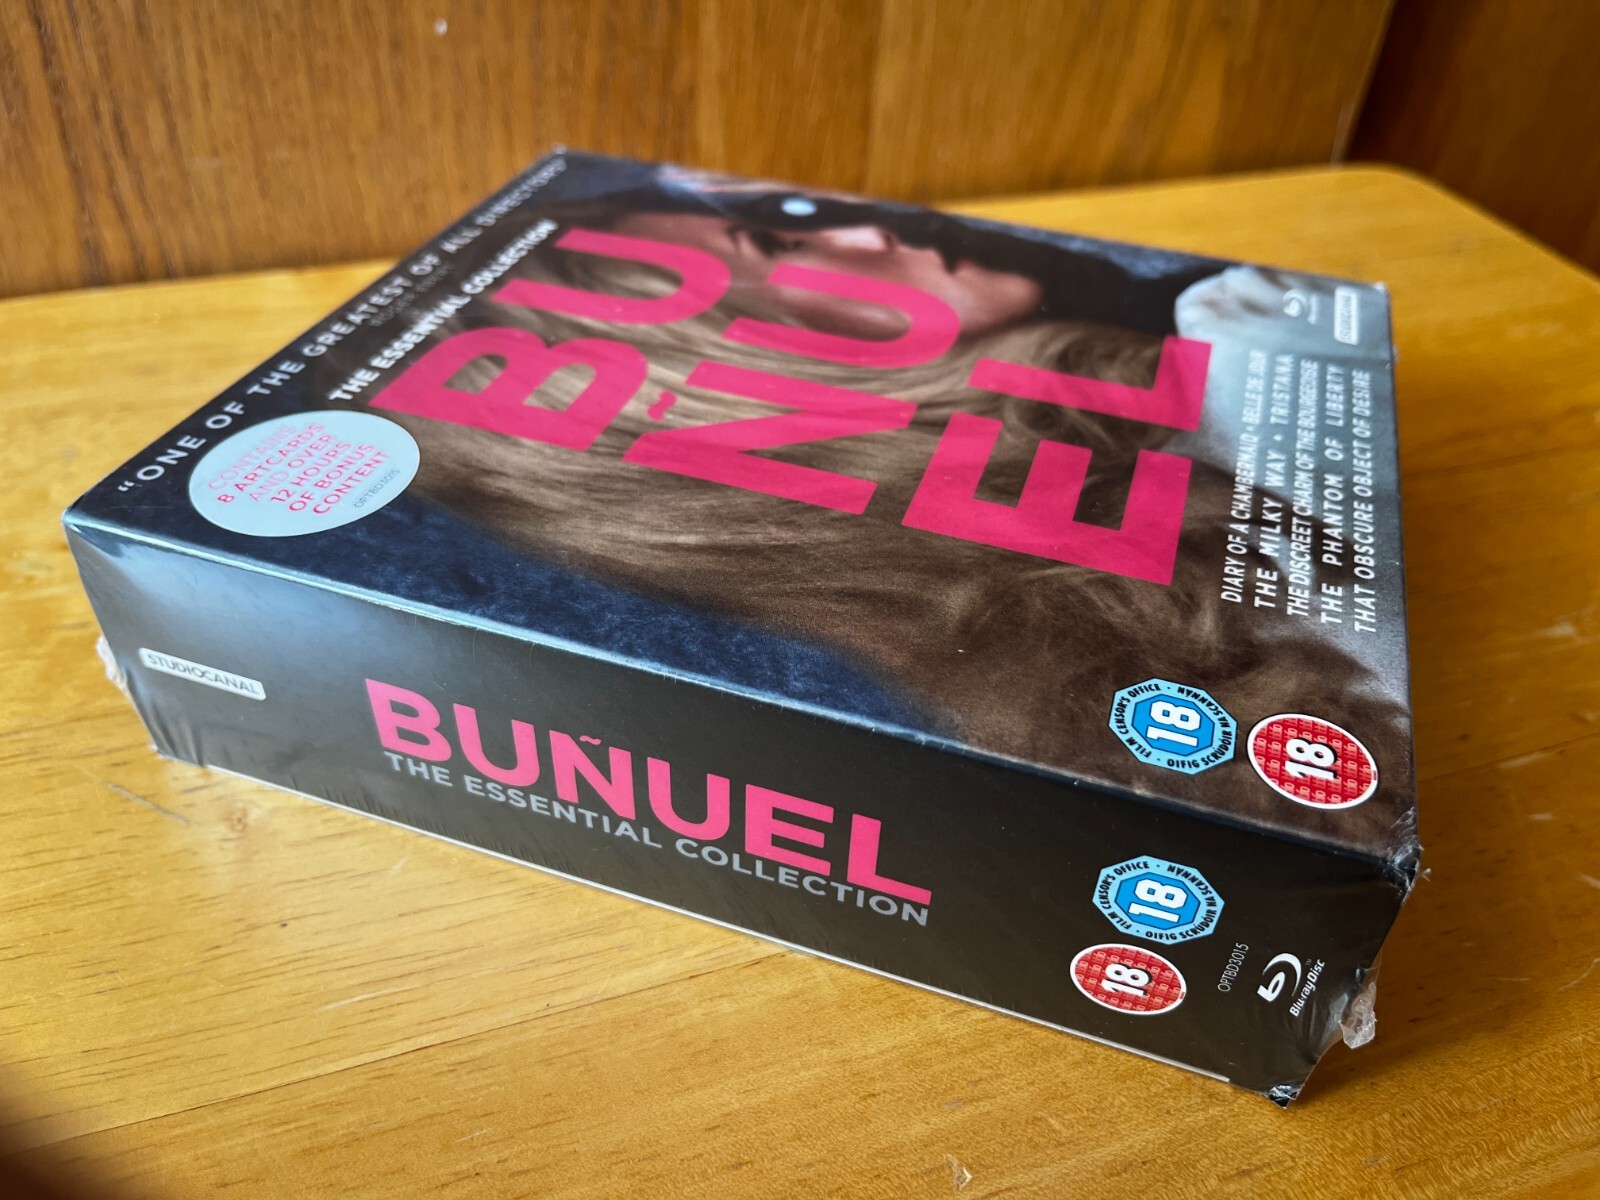 "ONE OF THE GREATEST OF ALL DIRECTORS"
THE ESSENTIAL COLLECTION
BU
ÑU
EL
CONTAINS
8 ARTCARDS
AND OVER
12 HOURS
OF BONUS
CONTENT
OPTBD3015
STUDIOCANAL
DIARY OF A CHAMBERMAID • BELLE DE JOUR
THE MILKY WAY • TRISTANA
THE DISCREET CHARM OF THE BOURGEOISIE
THE PHANTOM OF LIBERTY
THAT OBSCURE OBJECT OF DESIRE
FILM CENSOR'S OFFICE • OIFIG SCRÚDÓIR NA SCANNÁN
18
18
STUDIOCANAL
BUÑUEL
THE ESSENTIAL COLLECTION
FILM CENSOR'S OFFICE • OIFIG SCRÚDÓIR NA SCANNÁN
18
18
OPTBD3015
Blu-ray Disc™